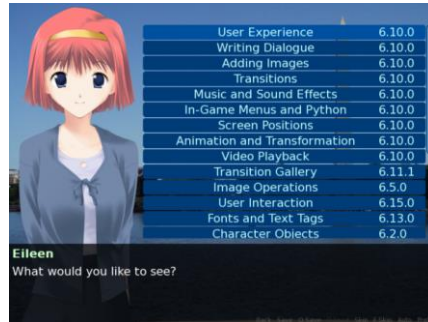 User Experience 6.10.0
Writing Dialogue 6.10.0
Adding Images 6.10.0
Transitions 6.10.0
Music and Sound Effects 6.10.0
In-Game Menus and Python 6.10.0
Screen Positions 6.10.0
Animation and Transformation 6.10.0
Video Playback 6.10.0
Transition Gallery 6.11.1
Image Operations 6.5.0
User Interaction 6.15.0
Fonts and Text Tags 6.13.0
Character Objects 6.2.0
Eileen
What would you like to see?